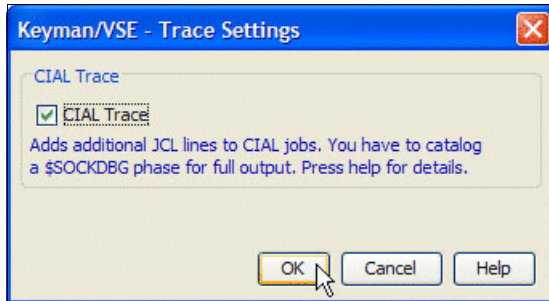 Keyman/VSE - Trace Settings
CIAL Trace
CIAL Trace
Adds additional JCL lines to CIAL jobs. You have to catalog
a $SOCKDBG phase for full output. Press help for details.
OK Cancel Help